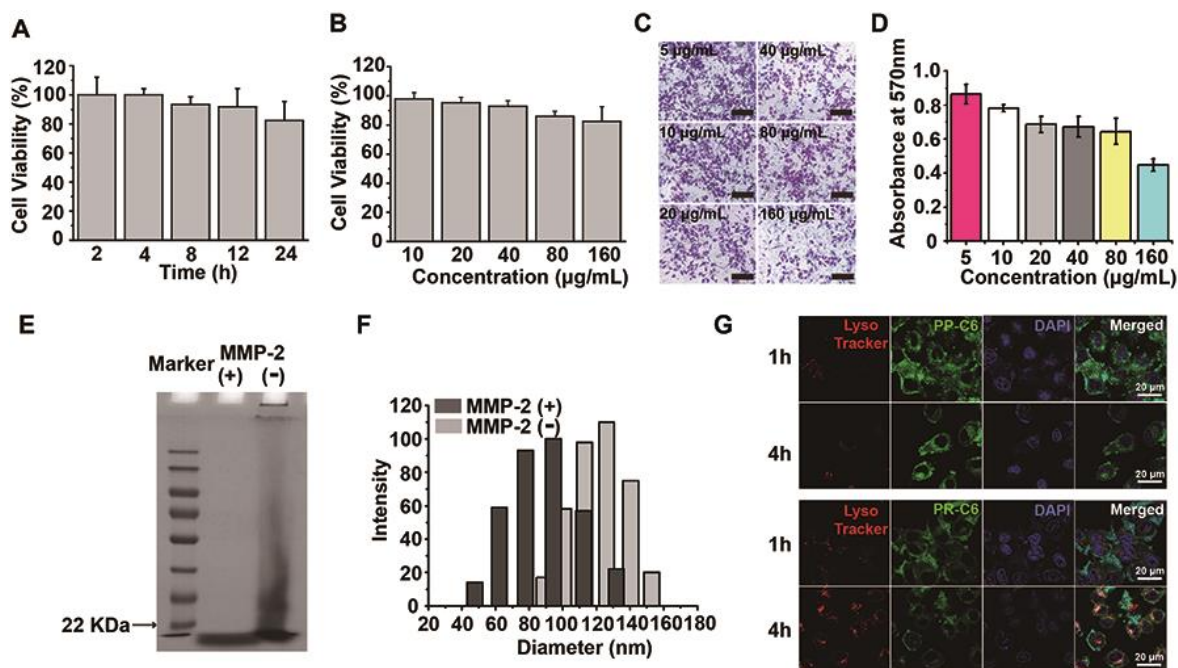 A
Cell Viability (%)
120
100
80
60
40
20
0
2 4 8 12 24
Time (h)
B
Cell Viability (%)
120
100
80
60
40
20
0
10 20 40 80 160
Concentration (µg/mL)
C
5 µg/mL 40 µg/mL
10 µg/mL 80 µg/mL
20 µg/mL 160 µg/mL
D
Absorbance at 570nm
1.0
0.8
0.6
0.4
0.2
0
5 10 20 40 80 160
Concentration (µg/mL)
E
Marker MMP-2
(+) (-)
22 KDa
F
Intensity
120
100
80
60
40
20
0
MMP-2 (+)
MMP-2 (-)
20 40 60 80 100 120 140 160 180
Diameter (nm)
G
Lyso Tracker PP-C6 DAPI Merged
1h
20 µm
4h
20 µm
Lyso Tracker PR-C6 DAPI Merged
1h
20 µm
4h
20 µm